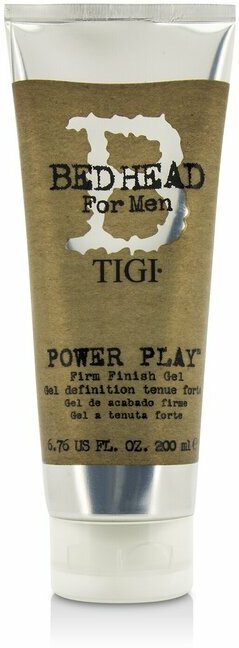 B
BED HEAD
For Men
TIGI
POWER PLAY™
Firm Finish Gel
Gel definition tenue forte
Gel de acabado firme
Gel a tenuta forte
6.76 US FL. OZ. 200 ml e